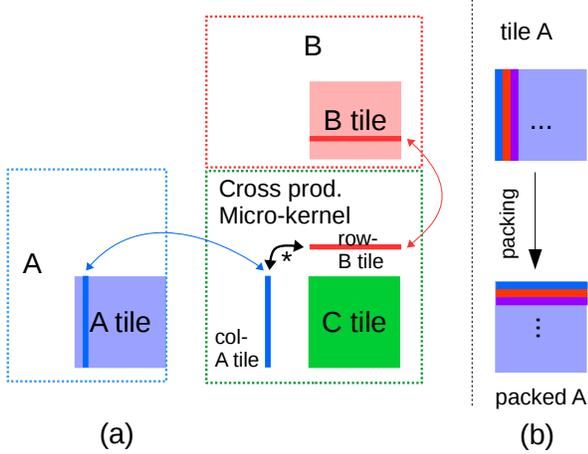 B
B tile
Cross prod.
Micro-kernel
row-
B tile
*
A
A tile
col-
A tile
C tile
(a)
tile A
...
packing
...
packed A
(b)